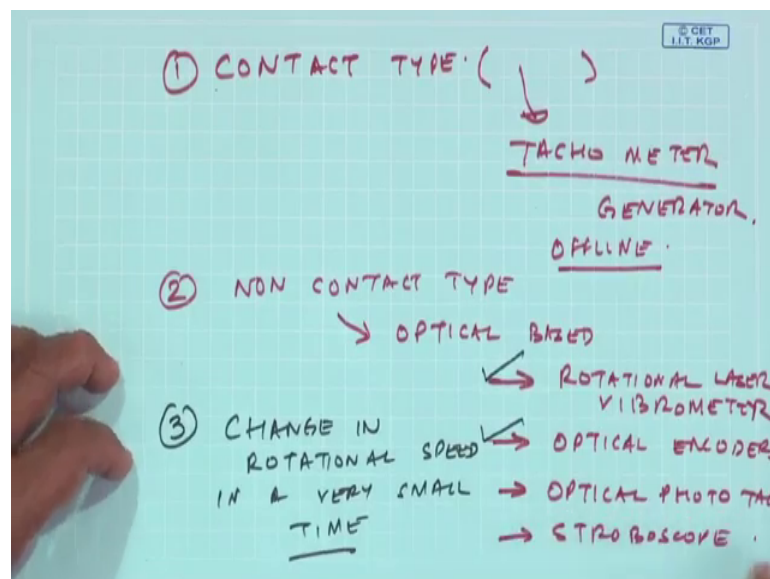 © CET
I.I.T. KGP
① CONTACT TYPE. ( )
TACHO METER
GENERATOR.
OFFLINE.
② NON CONTACT TYPE
→ OPTICAL BASED
→ ROTATIONAL LASER
VIBROMETER
③ CHANGE IN
ROTATIONAL SPEED
→ OPTICAL ENCODER
IN A VERY SMALL
→ OPTICAL PHOTO TAC
TIME
→ STROBOSCOPE.